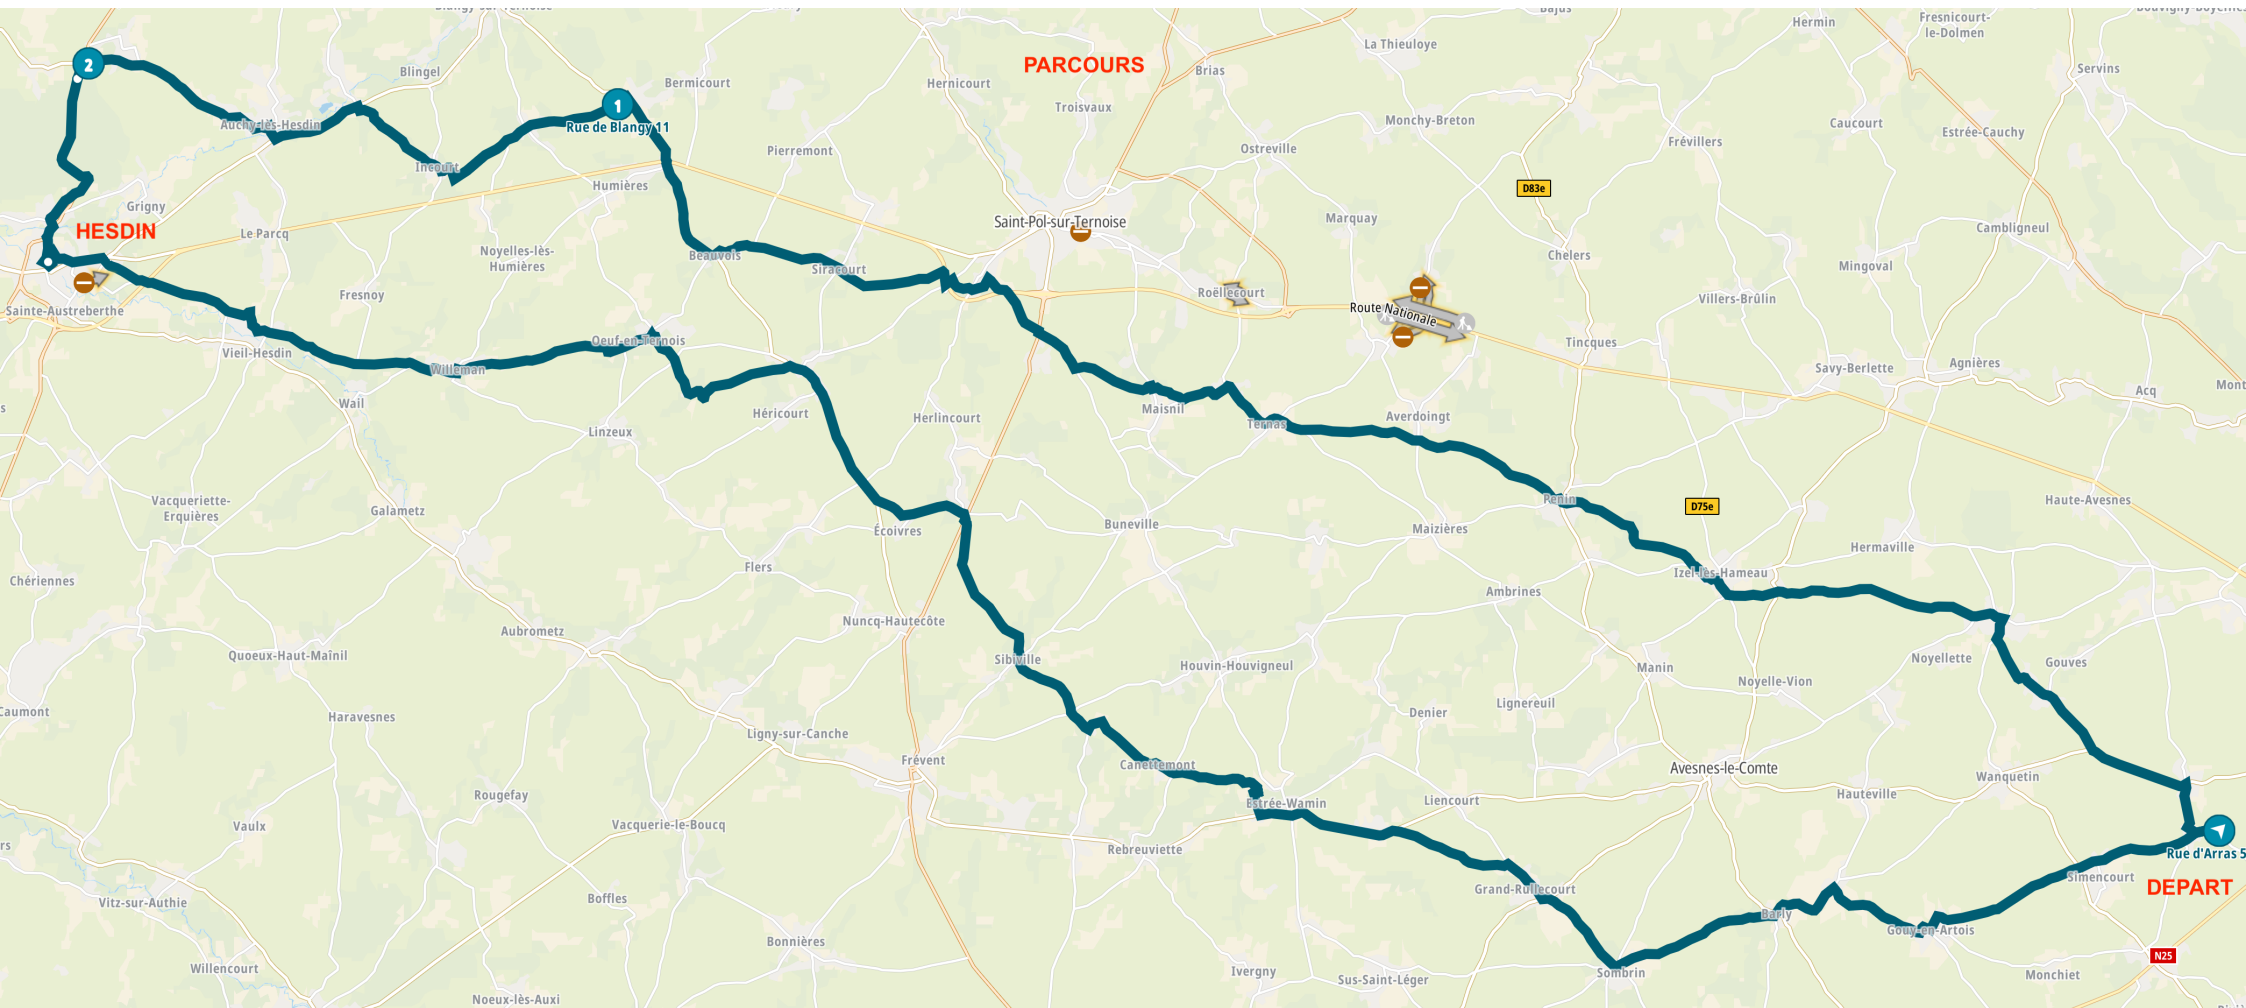 Hermin
Fresnicourt-
le-Dolmen
La Thieuloye
PARCOURS
2
Blingel
Bermicourt
Hernicourt
Brias
Servins
1
Troisvaux
Monchy-Breton
Caucourt
Estrée-Cauchy
Auchy-lès-Hesdin
Rue de Blangy 11
Pierremont
Ostreville
Frévillers
Incourt
Humières
D83e
Grigny
HESDIN
Le Parcq
Saint-Pol-sur-Ternoise
Marquay
Cambligneul
Noyelles-lès-
Humières
Beauvois
Siracourt
Chelers
Mingoval
Fresnoy
Roëllecourt
Villers-Brûlin
Sainte-Austreberthe
Route Nationale
Vieil-Hesdin
Oeuf-en-Ternois
Tincques
Willeman
Savy-Berlette
Agnières
Acq
Mont
Wail
Héricourt
Herlincourt
Maisnil
Averdoingt
s
Linzeux
Ternas
Vacqueriette-
Erquières
Galametz
Penin
D75e
Haute-Avesnes
Écoivres
Buneville
Maizières
Hermaville
Chériennes
Flers
Izel-lès-Hameau
Ambrines
Aubrometz
Nuncq-Hautecôte
Quoeux-Haut-Maînil
Sibiville
Houvin-Houvigneul
Manin
Noyellette
Gouves
Noyelle-Vion
Caumont
Haravesnes
Denier
Lignereuil
Ligny-sur-Canche
Frévent
Canettemont
Avesnes-le-Comte
Wanquetin
Rougefay
Estrée-Wamin
Liencourt
Hauteville
Vaulx
Vacquerie-le-Boucq
rs
Rebreuviette
Rue d'Arras 5
Simencourt
DEPART
Vitz-sur-Authie
Boffles
Grand-Rullecourt
Barly
Gouy-en-Artois
Bonnières
N25
Willencourt
Ivergny
Sus-Saint-Léger
Sombrin
Monchiet
Noeux-lès-Auxi